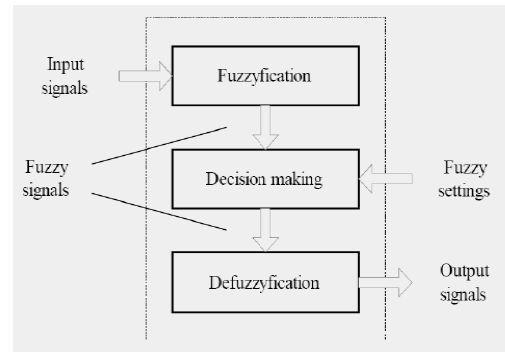 Input
signals
Fuzzyfication
Fuzzy
signals
Decision making
Fuzzy
settings
Defuzzyfication
Output
signals